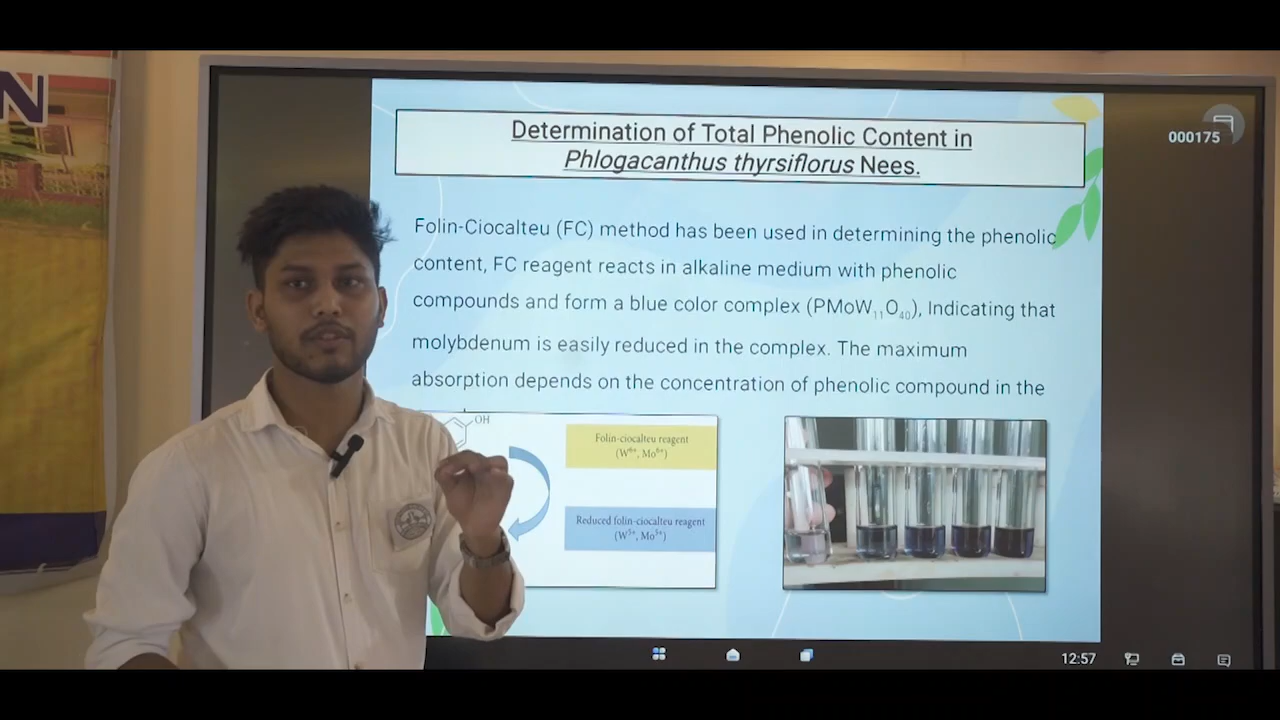 N
000175
Determination of Total Phenolic Content in
Phlogacanthus thyrsiflorus Nees.
Folin-Ciocalteu (FC) method has been used in determining the phenolic
content, FC reagent reacts in alkaline medium with phenolic
compounds and form a blue color complex (PMoW₁₁O₄₀), Indicating that
molybdenum is easily reduced in the complex. The maximum
absorption depends on the concentration of phenolic compound in the
OH
Folin-ciocalteu reagent
(W⁶⁺, Mo⁶⁺)
Reduced folin-ciocalteu reagent
(W⁵⁺, Mo⁵⁺)
12:57